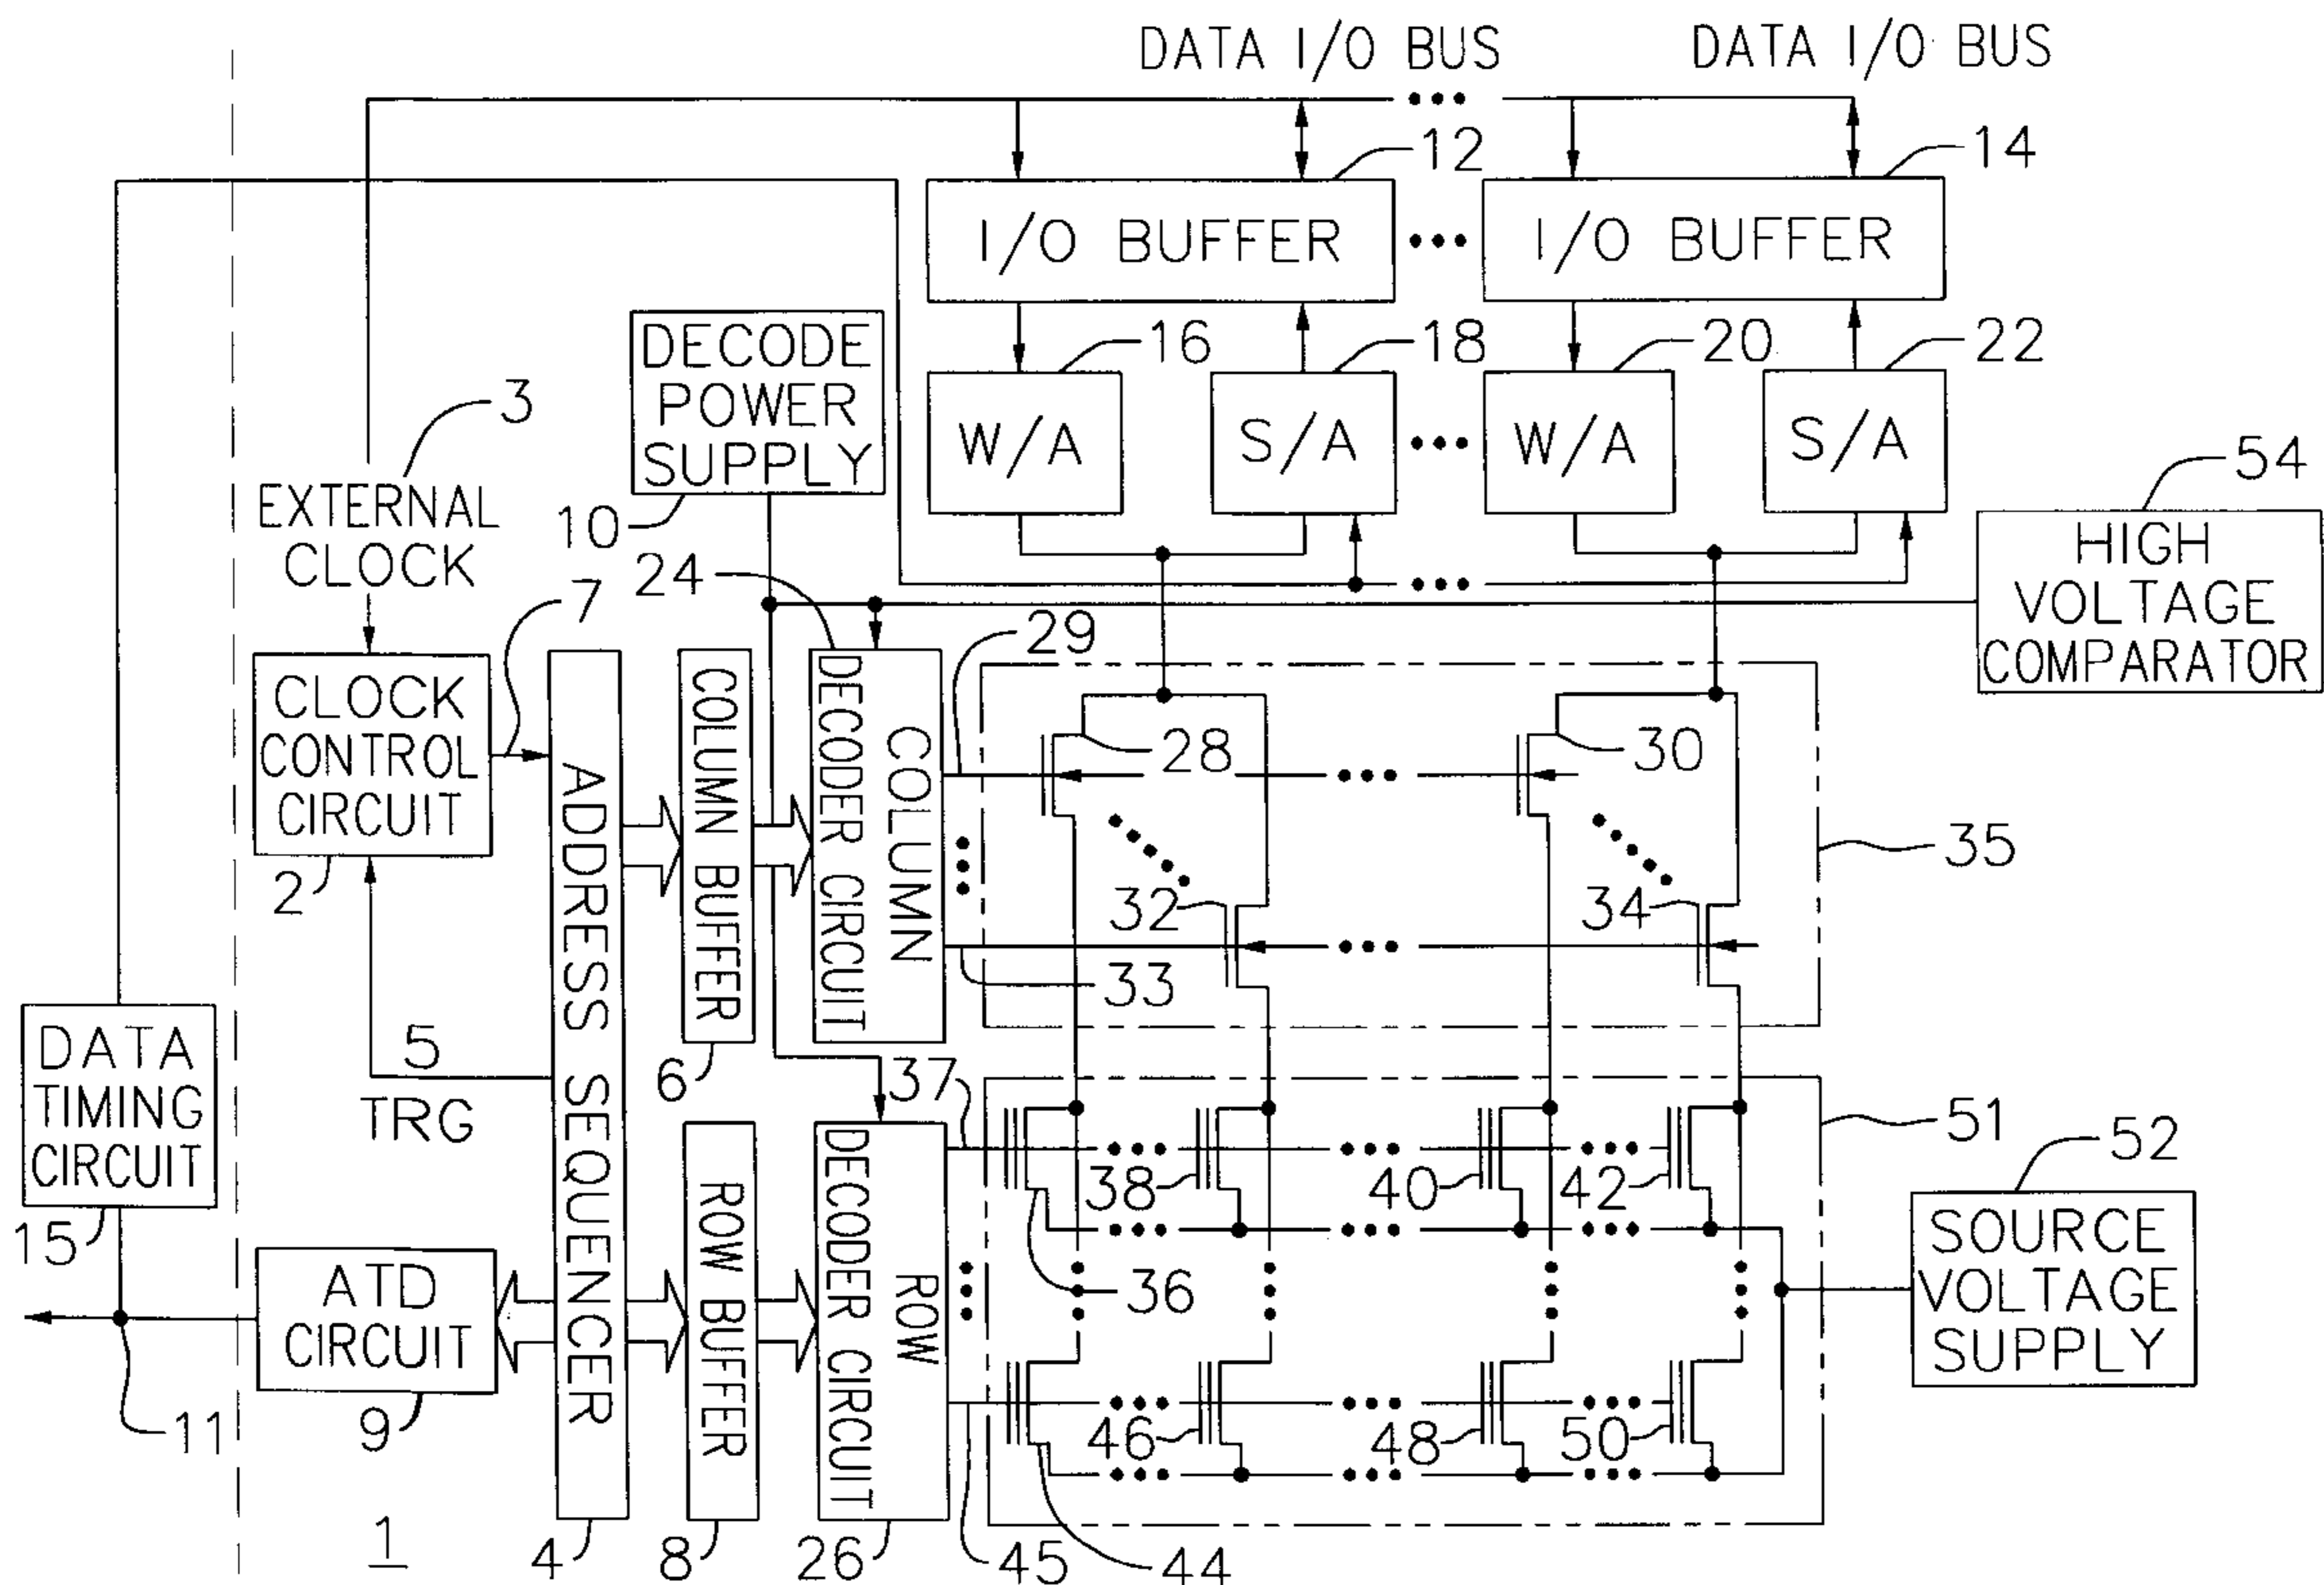 DATA I/O BUS
DATA I/O BUS
12
14
I/O BUFFER
I/O BUFFER
DECODE
POWER
SUPPLY
10
16
18
20
22
W/A
S/A
W/A
S/A
3
EXTERNAL
CLOCK
54
HIGH
VOLTAGE
COMPARATOR
24
7
29
CLOCK
CONTROL
CIRCUIT
2
28
30
35
32
34
33
ADDRESS SEQUENCER
COLUMN BUFFER
COLUMN
DECODER CIRCUIT
5
TRG
6
37
DATA
TIMING
CIRCUIT
15
51
52
SOURCE
VOLTAGE
SUPPLY
38
40
42
36
ROW BUFFER
ROW
DECODER CIRCUIT
ATD
CIRCUIT
9
11
46
48
50
1
4
8
26
45
44